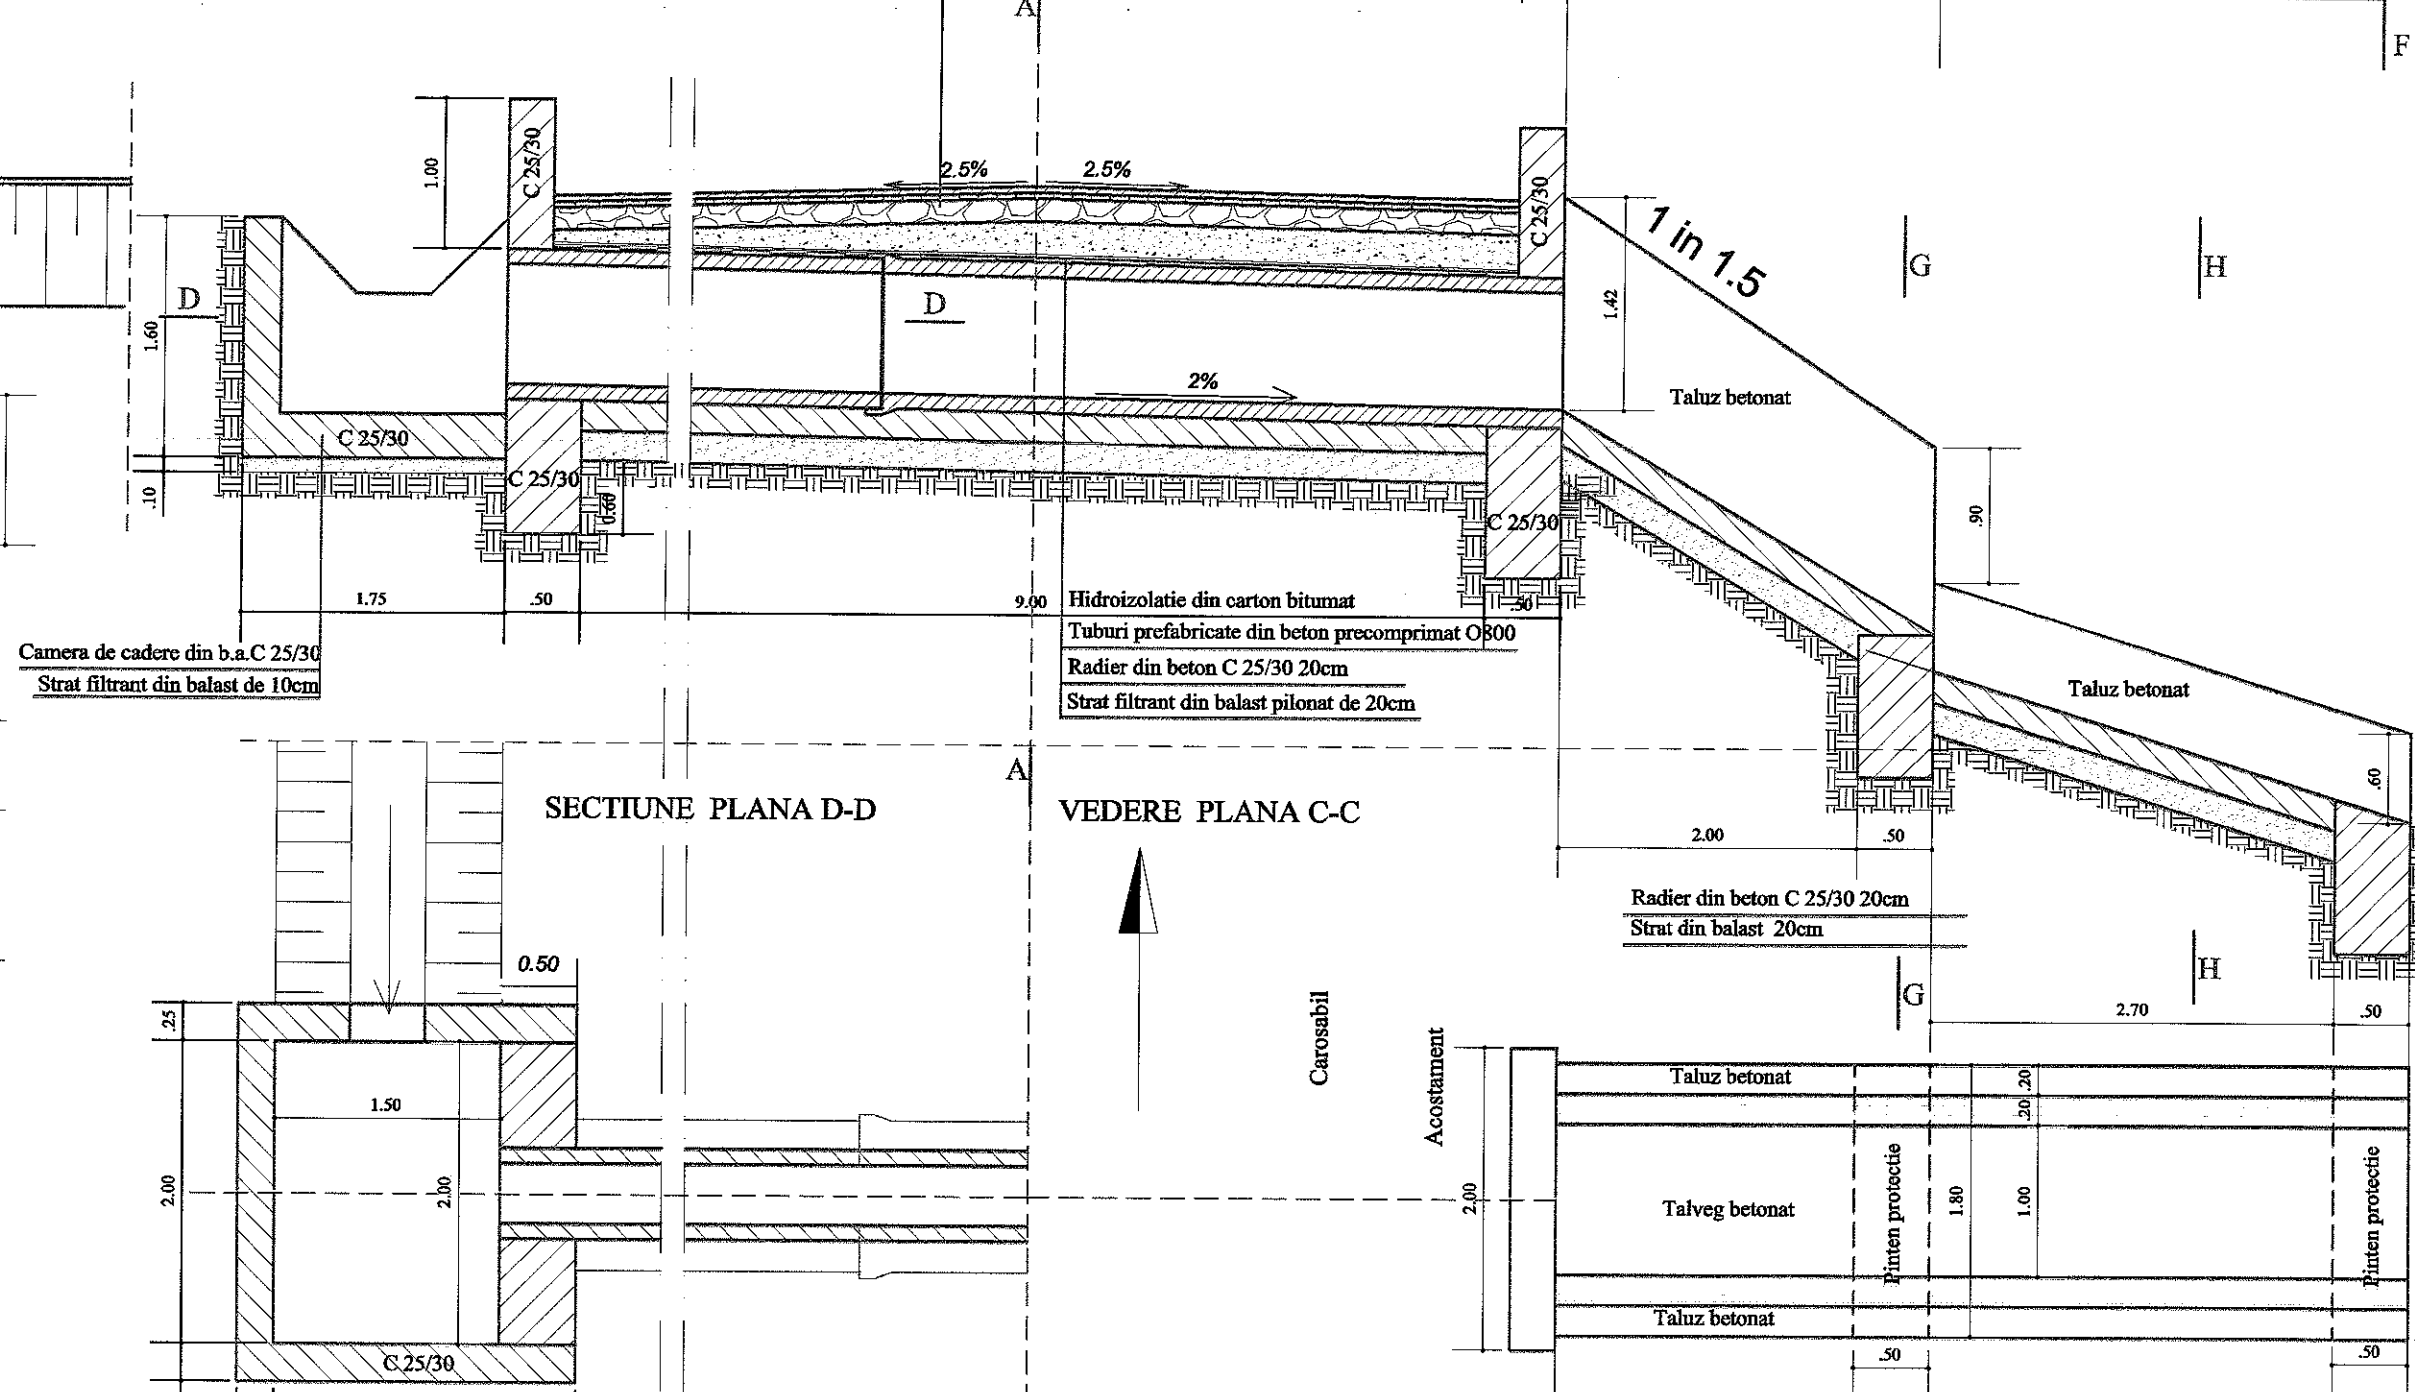 A
F
C 25/30
1.00
2.5%
2.5%
C 25/30
1 in 1.5
G
H
D
D
1.60
1.42
2%
Taluz betonat
C 25/30
.10
C 25/30
0.60
C 25/30
.90
1.75
.50
9.00
.50
Hidroizolatie din carton bitumat
Tuburi prefabricate din beton precomprimat O800
Radier din beton C 25/30 20cm
Strat filtrant din balast pilonat de 20cm
Camera de cadere din b.a.C 25/30
Strat filtrant din balast de 10cm
Taluz betonat
.60
A
SECTIUNE PLANA D-D
VEDERE PLANA C-C
2.00
.50
Radier din beton C 25/30 20cm
Strat din balast 20cm
0.50
G
H
2.70
.50
.25
Carosabil
Acostament
Taluz betonat
.20
.20
1.50
2.00
2.00
2.00
Talveg betonat
Pinten protectie
1.80
1.00
Pinten protectie
Taluz betonat
C 25/30
.50
.50